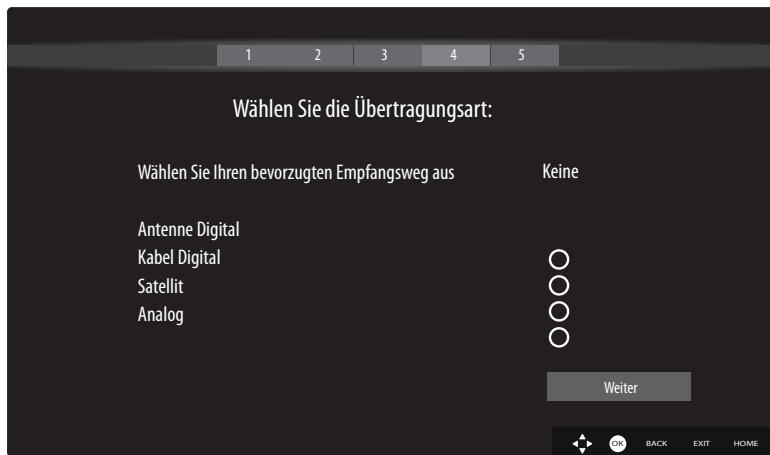 1 2 3 4 5
Wählen Sie die Übertragungsart:
Wählen Sie Ihren bevorzugten Empfangsweg aus Keine
Antenne Digital
Kabel Digital
Satellit
Analog
Weiter
OK BACK EXIT HOME